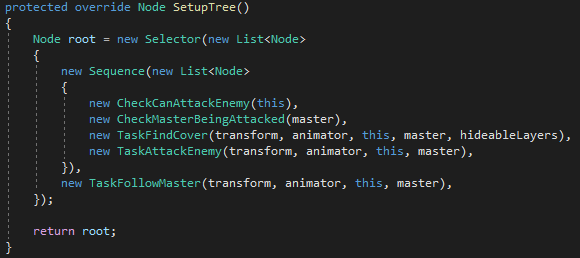 protected override Node SetupTree()
{
    Node root = new Selector(new List<Node>
    {
        new Sequence(new List<Node>
        {
            new CheckCanAttackEnemy(this),
            new CheckMasterBeingAttacked(master),
            new TaskFindCover(transform, animator, this, master, hideableLayers),
            new TaskAttackEnemy(transform, animator, this, master),
        }),
        new TaskFollowMaster(transform, animator, this, master),
    });

    return root;
}